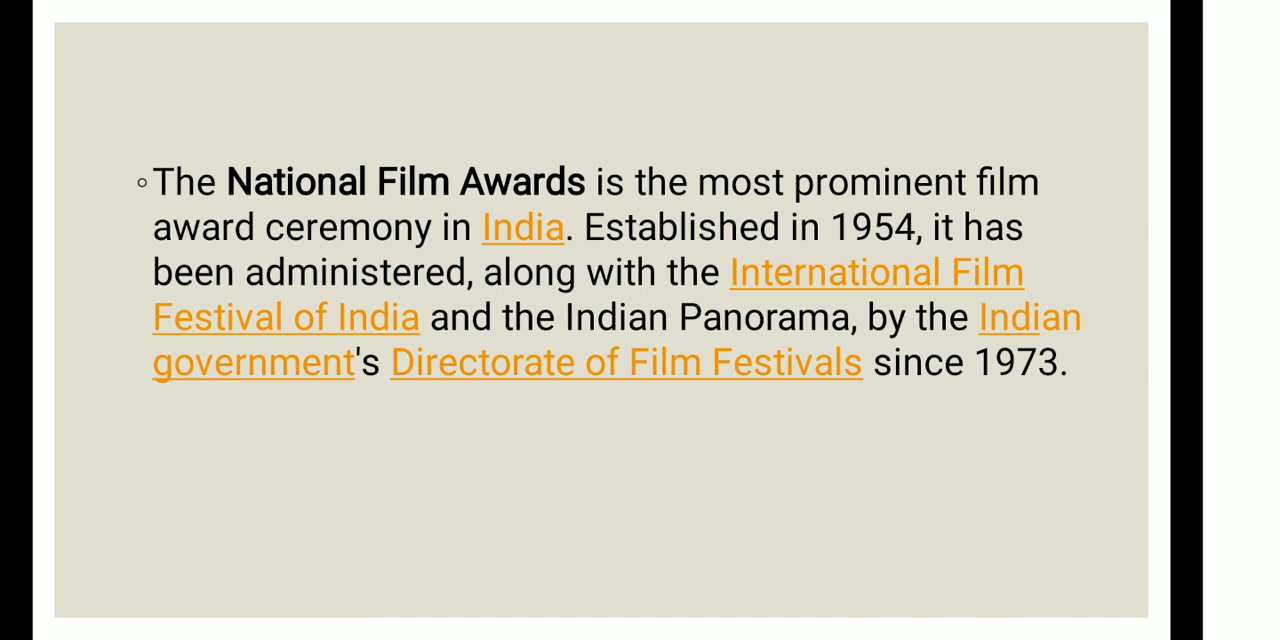 ◦The National Film Awards is the most prominent film
award ceremony in India. Established in 1954, it has
been administered, along with the International Film
Festival of India and the Indian Panorama, by the Indian
government's Directorate of Film Festivals since 1973.